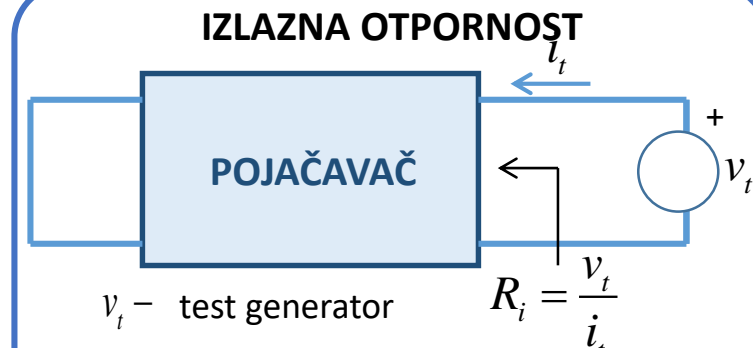 IZLAZNA OTPORNOST
i_t
+
POJAČAVAČ
v_t
v_t – test generator
R_i = v_t / i_t